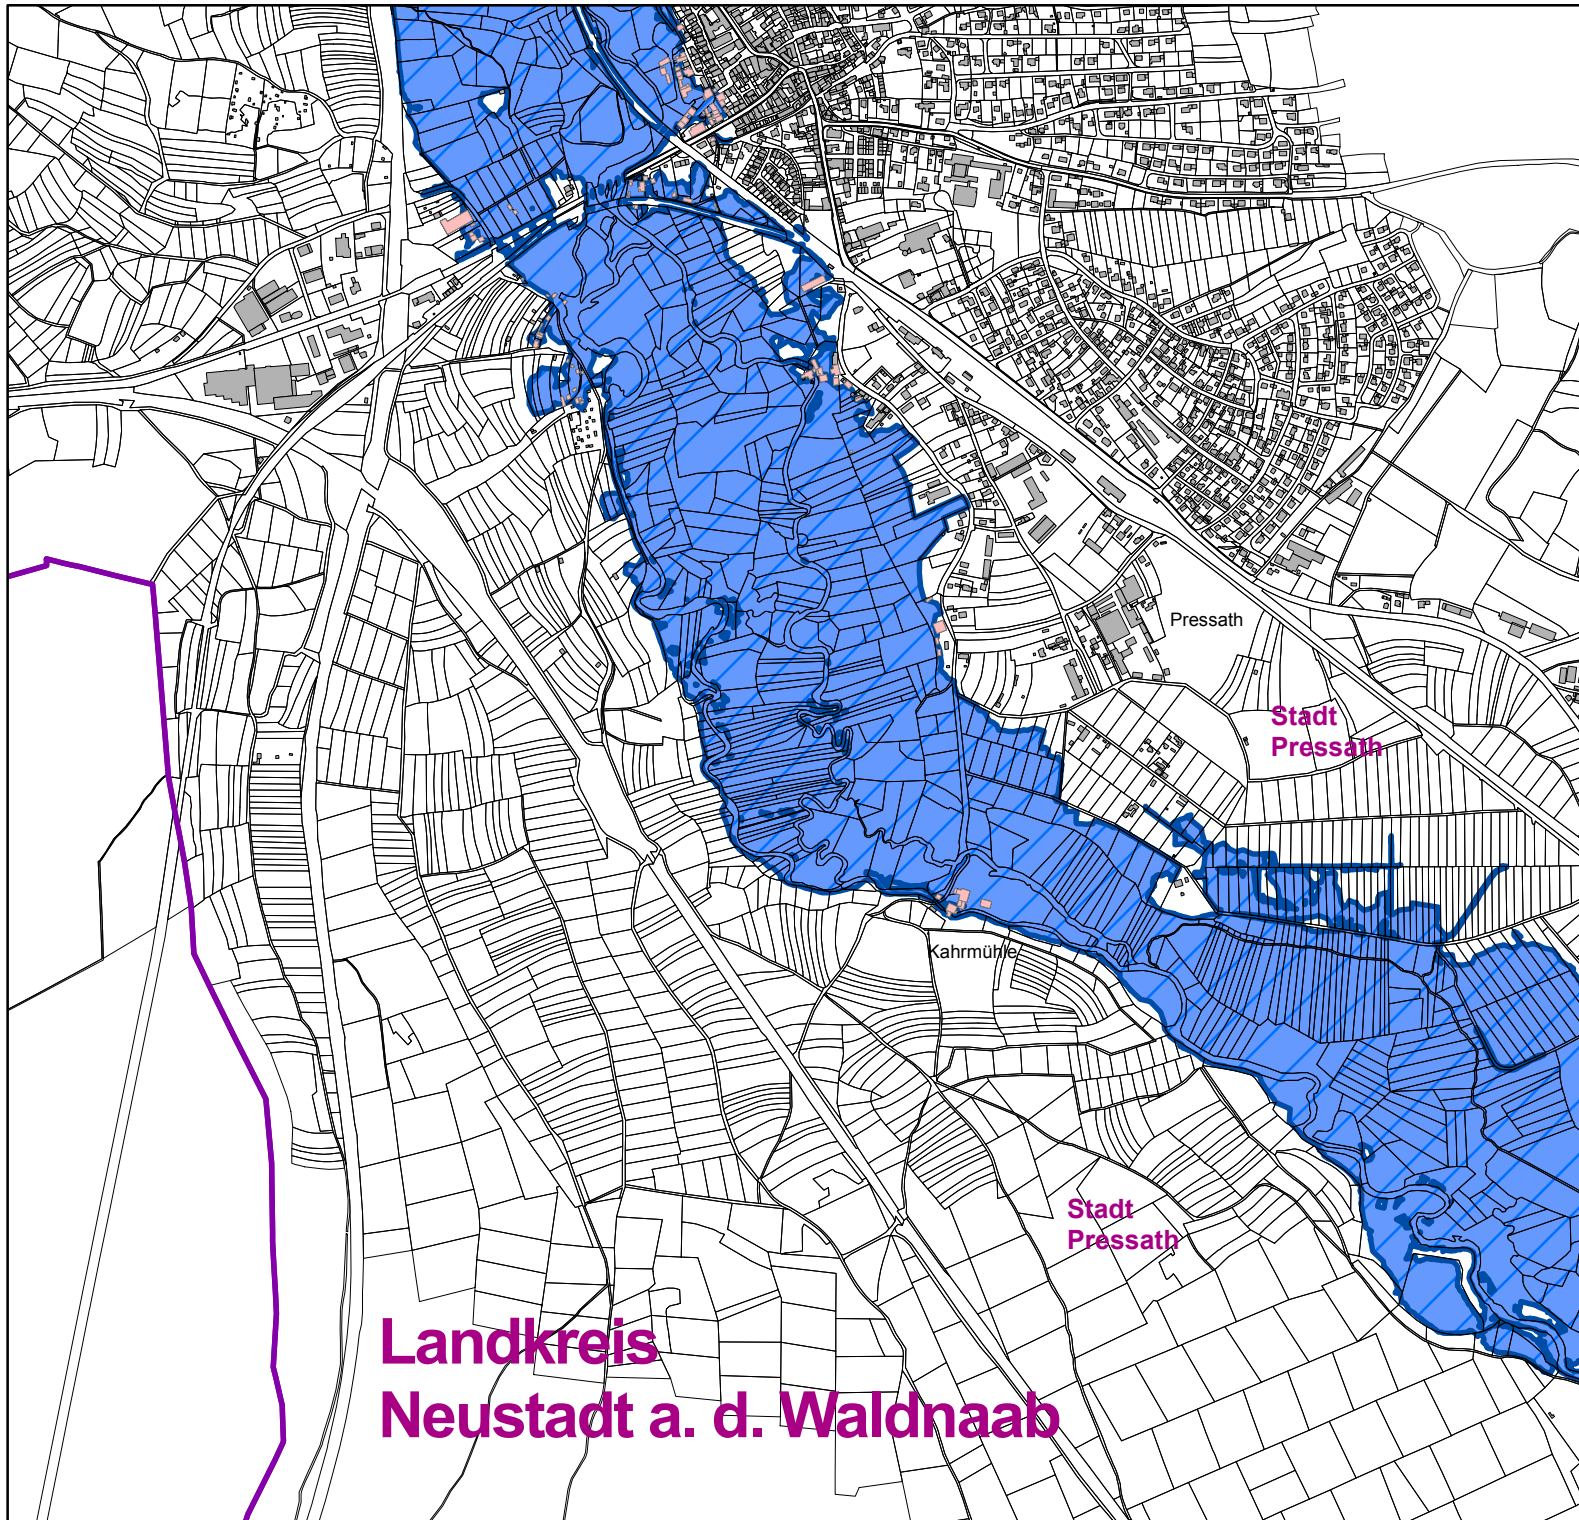 Pressath
Stadt
Pressath
Kahrmühle
Stadt
Pressath
Landkreis
Neustadt a. d. Waldnaab